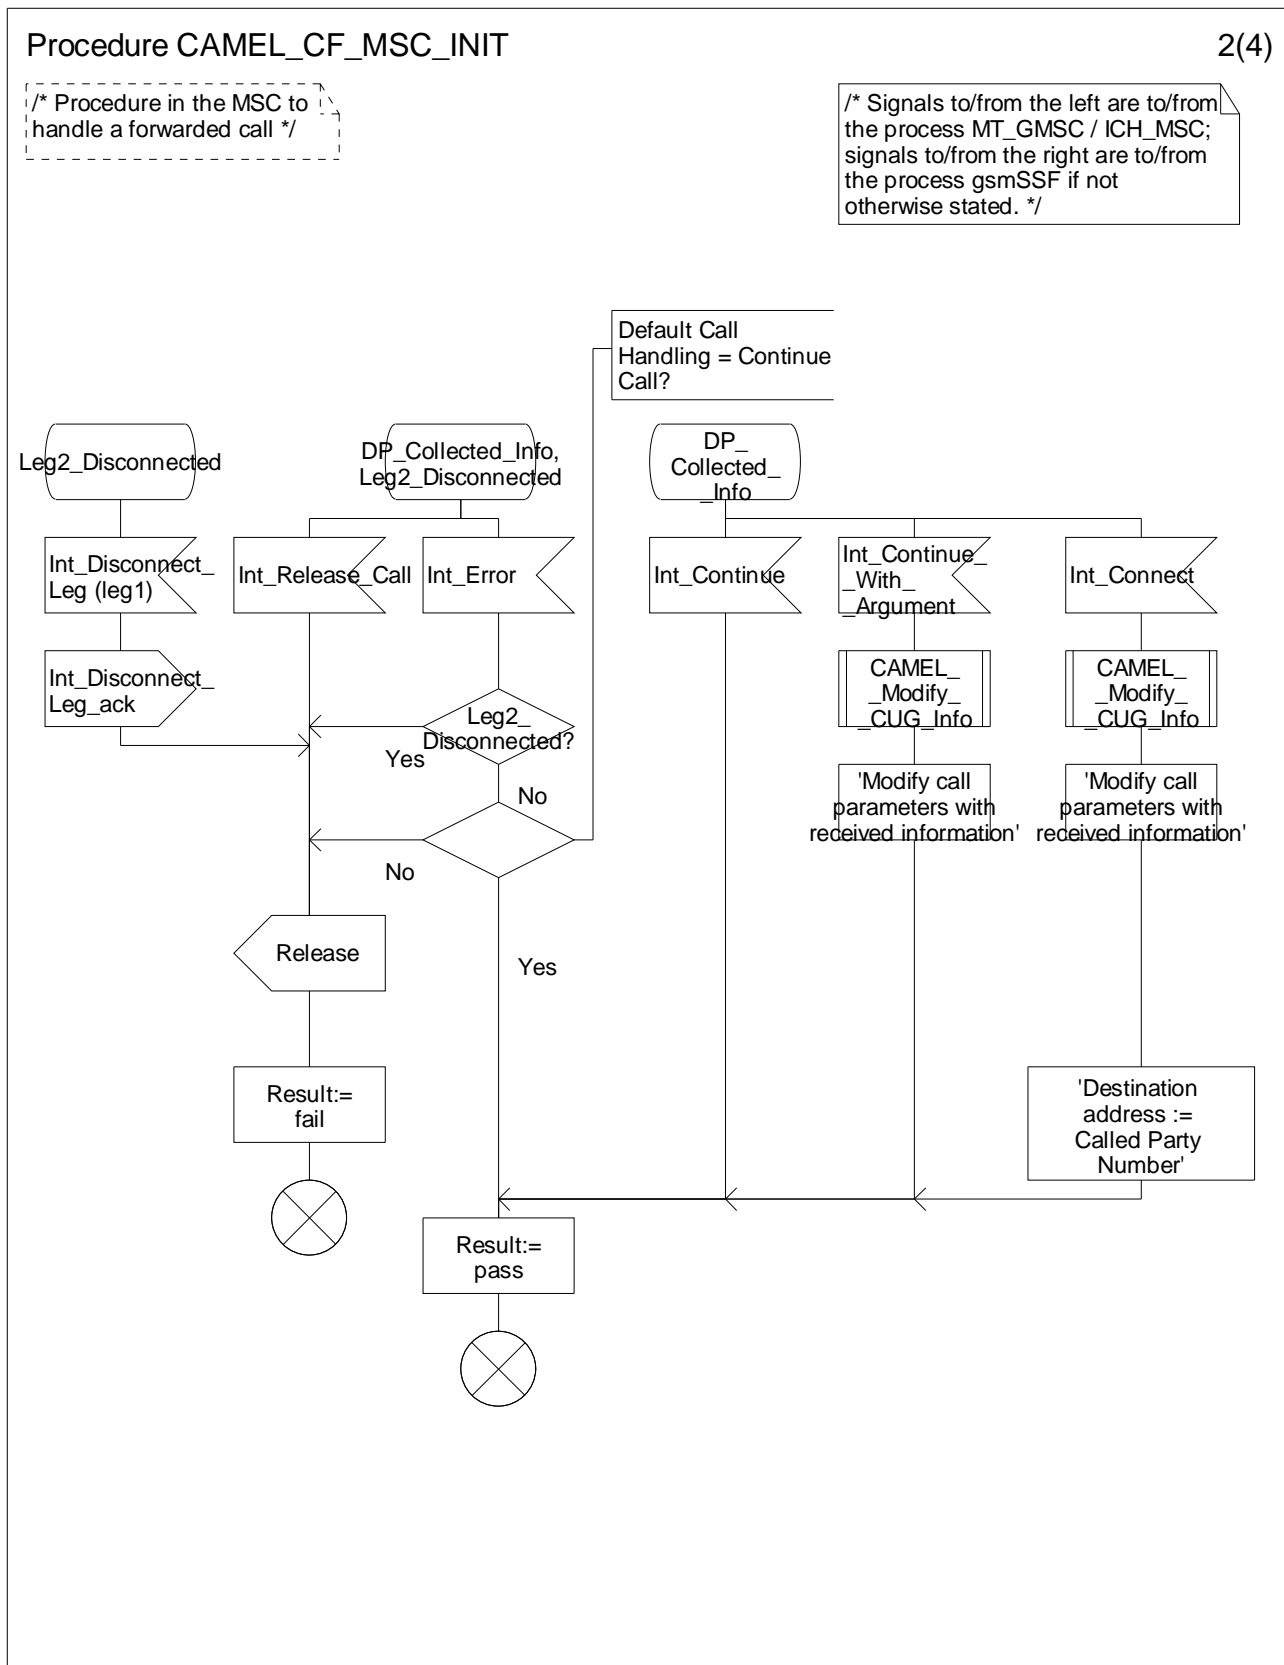 Procedure CAMEL_CF_MSC_INIT
2(4)
/* Procedure in the MSC to
handle a forwarded call */
/* Signals to/from the left are to/from
the process MT_GMSC / ICH_MSC;
signals to/from the right are to/from
the process gsmSSF if not
otherwise stated. */
Default Call
Handling = Continue
Call?
Leg2_Disconnected
DP_Collected_Info,
Leg2_Disconnected
DP_
Collected_
_Info
Int_Disconnect_
Leg (leg1)
Int_Release_Call
Int_Error
Int_Continue
Int_Continue_
_With_
_Argument
Int_Connect
Int_Disconnect_
Leg_ack
Leg2_
Disconnected?
CAMEL_
_Modify_
_CUG_Info
CAMEL_
_Modify_
_CUG_Info
Yes
No
'Modify call
parameters with
received information'
'Modify call
parameters with
received information'
No
Yes
Release
Result:=
fail
'Destination
address :=
Called Party
Number'
Result:=
pass